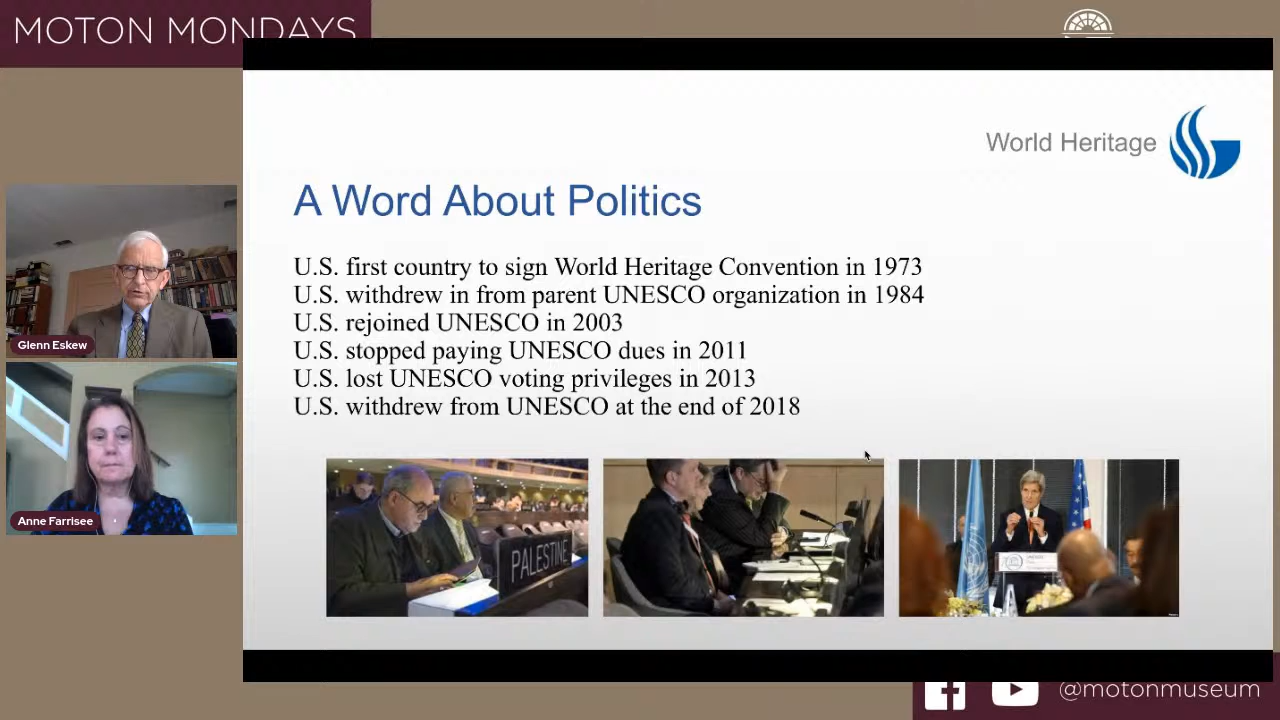 MOTON MONDAYS
World Heritage
A Word About Politics
U.S. first country to sign World Heritage Convention in 1973
U.S. withdrew in from parent UNESCO organization in 1984
U.S. rejoined UNESCO in 2003
U.S. stopped paying UNESCO dues in 2011
U.S. lost UNESCO voting privileges in 2013
U.S. withdrew from UNESCO at the end of 2018
Glenn Eskew
Anne Farrisee
PALESTINE
@motonmuseum